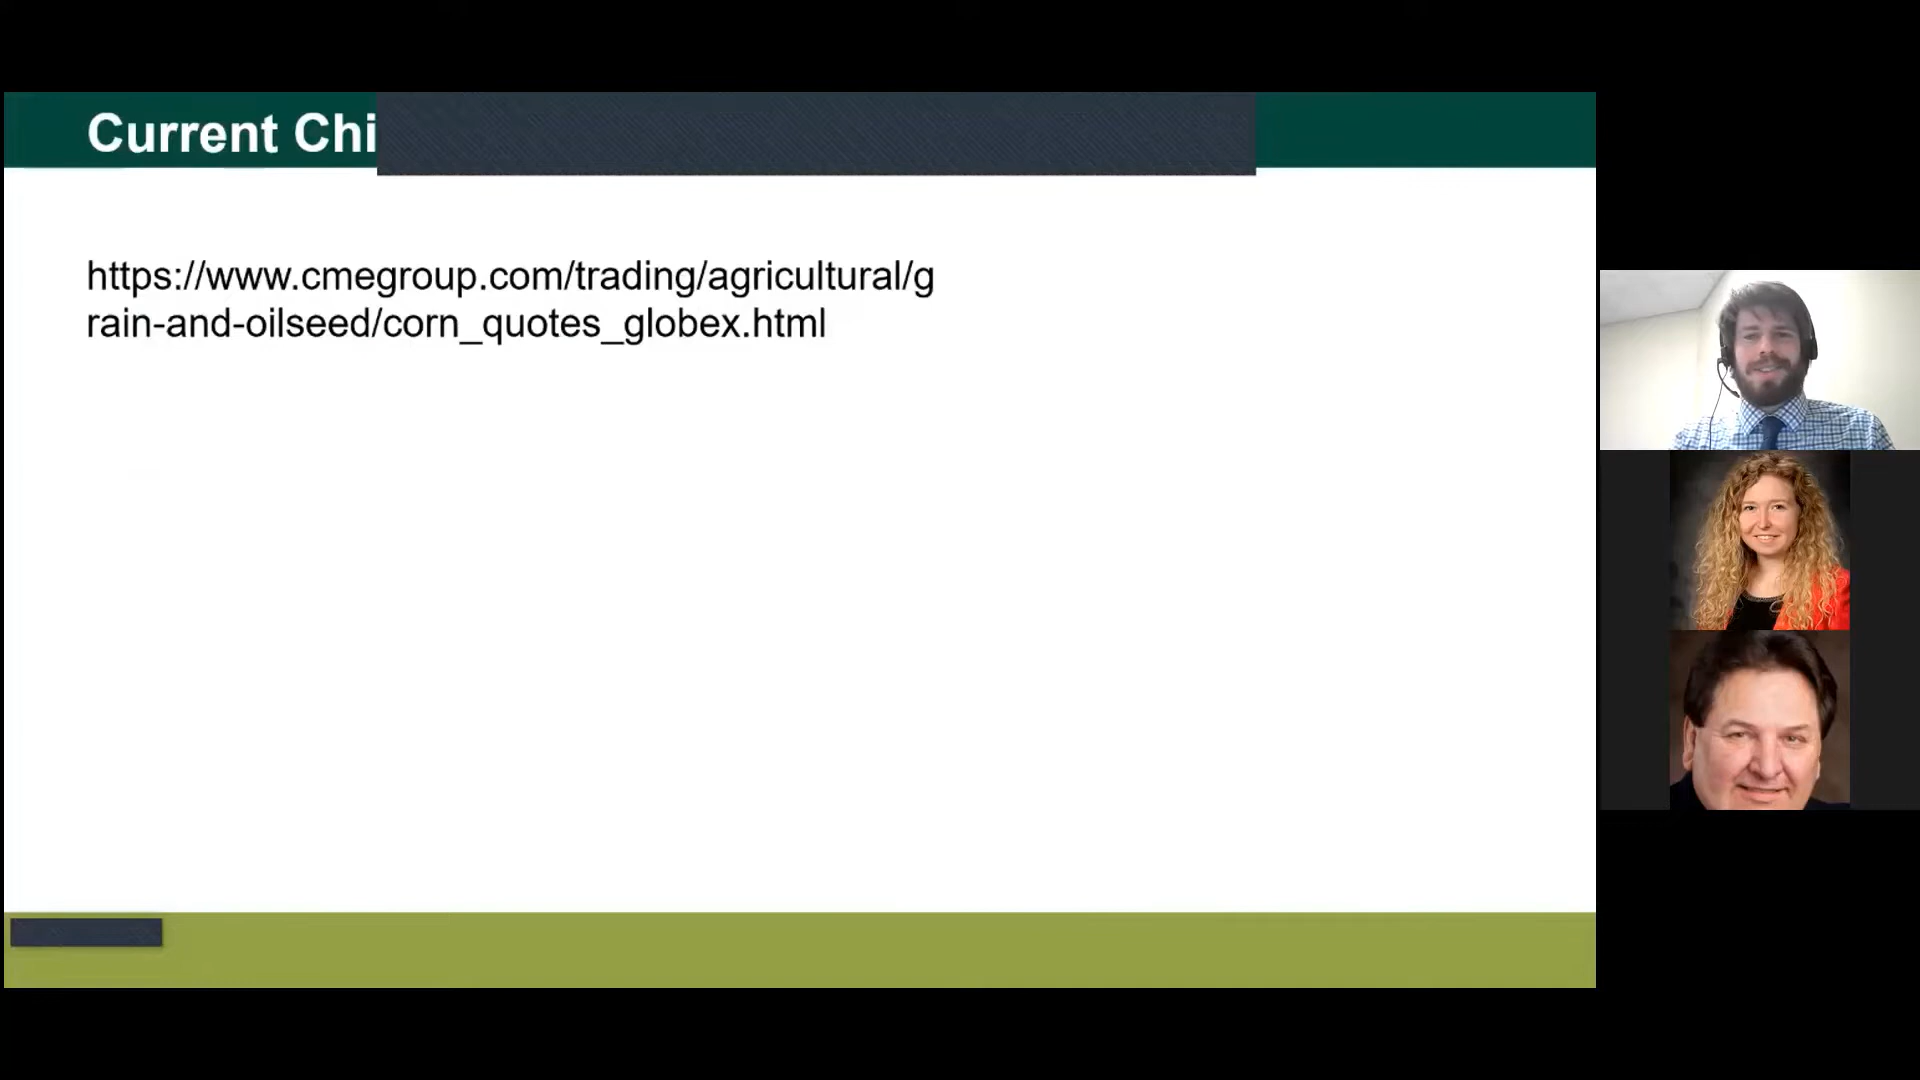 Current Chi
https://www.cmegroup.com/trading/agricultural/g
rain-and-oilseed/corn_quotes_globex.html